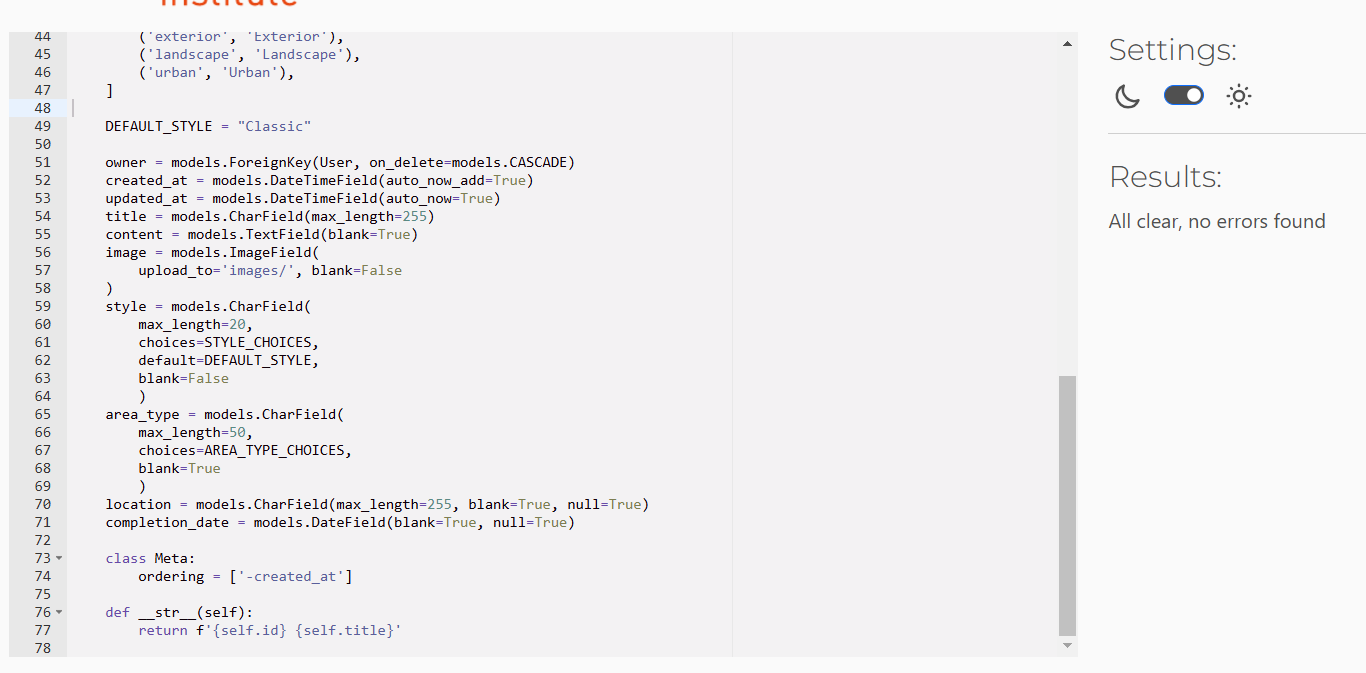 44 ('exterior', 'Exterior'),
45 ('landscape', 'Landscape'),
46 ('urban', 'Urban'),
47 ]
48
49 DEFAULT_STYLE = "Classic"
50
51 owner = models.ForeignKey(User, on_delete=models.CASCADE)
52 created_at = models.DateTimeField(auto_now_add=True)
53 updated_at = models.DateTimeField(auto_now=True)
54 title = models.CharField(max_length=255)
55 content = models.TextField(blank=True)
56 image = models.ImageField(
57 upload_to='images/', blank=False
58 )
59 style = models.CharField(
60 max_length=20,
61 choices=STYLE_CHOICES,
62 default=DEFAULT_STYLE,
63 blank=False
64 )
65 area_type = models.CharField(
66 max_length=50,
67 choices=AREA_TYPE_CHOICES,
68 blank=True
69 )
70 location = models.CharField(max_length=255, blank=True, null=True)
71 completion_date = models.DateField(blank=True, null=True)
72
73 class Meta:
74 ordering = ['-created_at']
75
76 def __str__(self):
77 return f'{self.id} {self.title}'
78
Settings:
Results:
All clear, no errors found